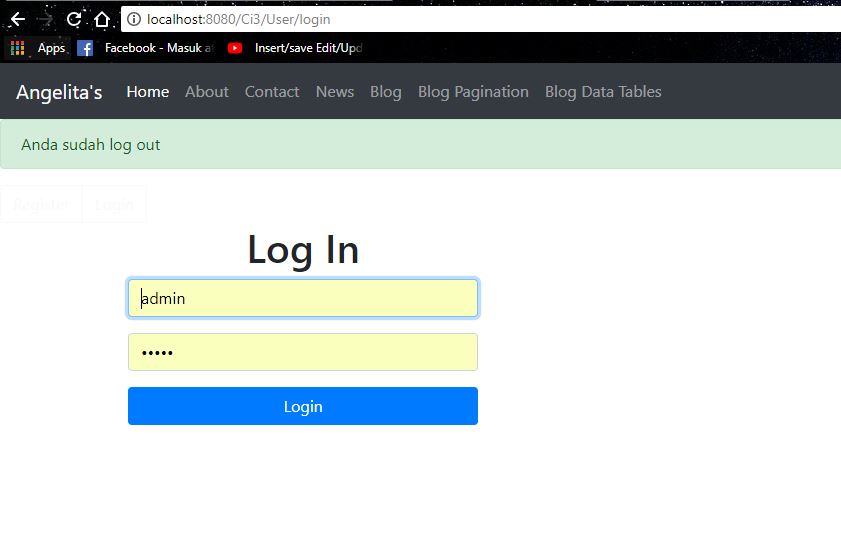 localhost:8080/Ci3/User/login
Apps Facebook - Masuk a Insert/save Edit/Upd
Angelita's Home About Contact News Blog Blog Pagination Blog Data Tables
Anda sudah log out
Register Login
Log In
admin
•••••
Login